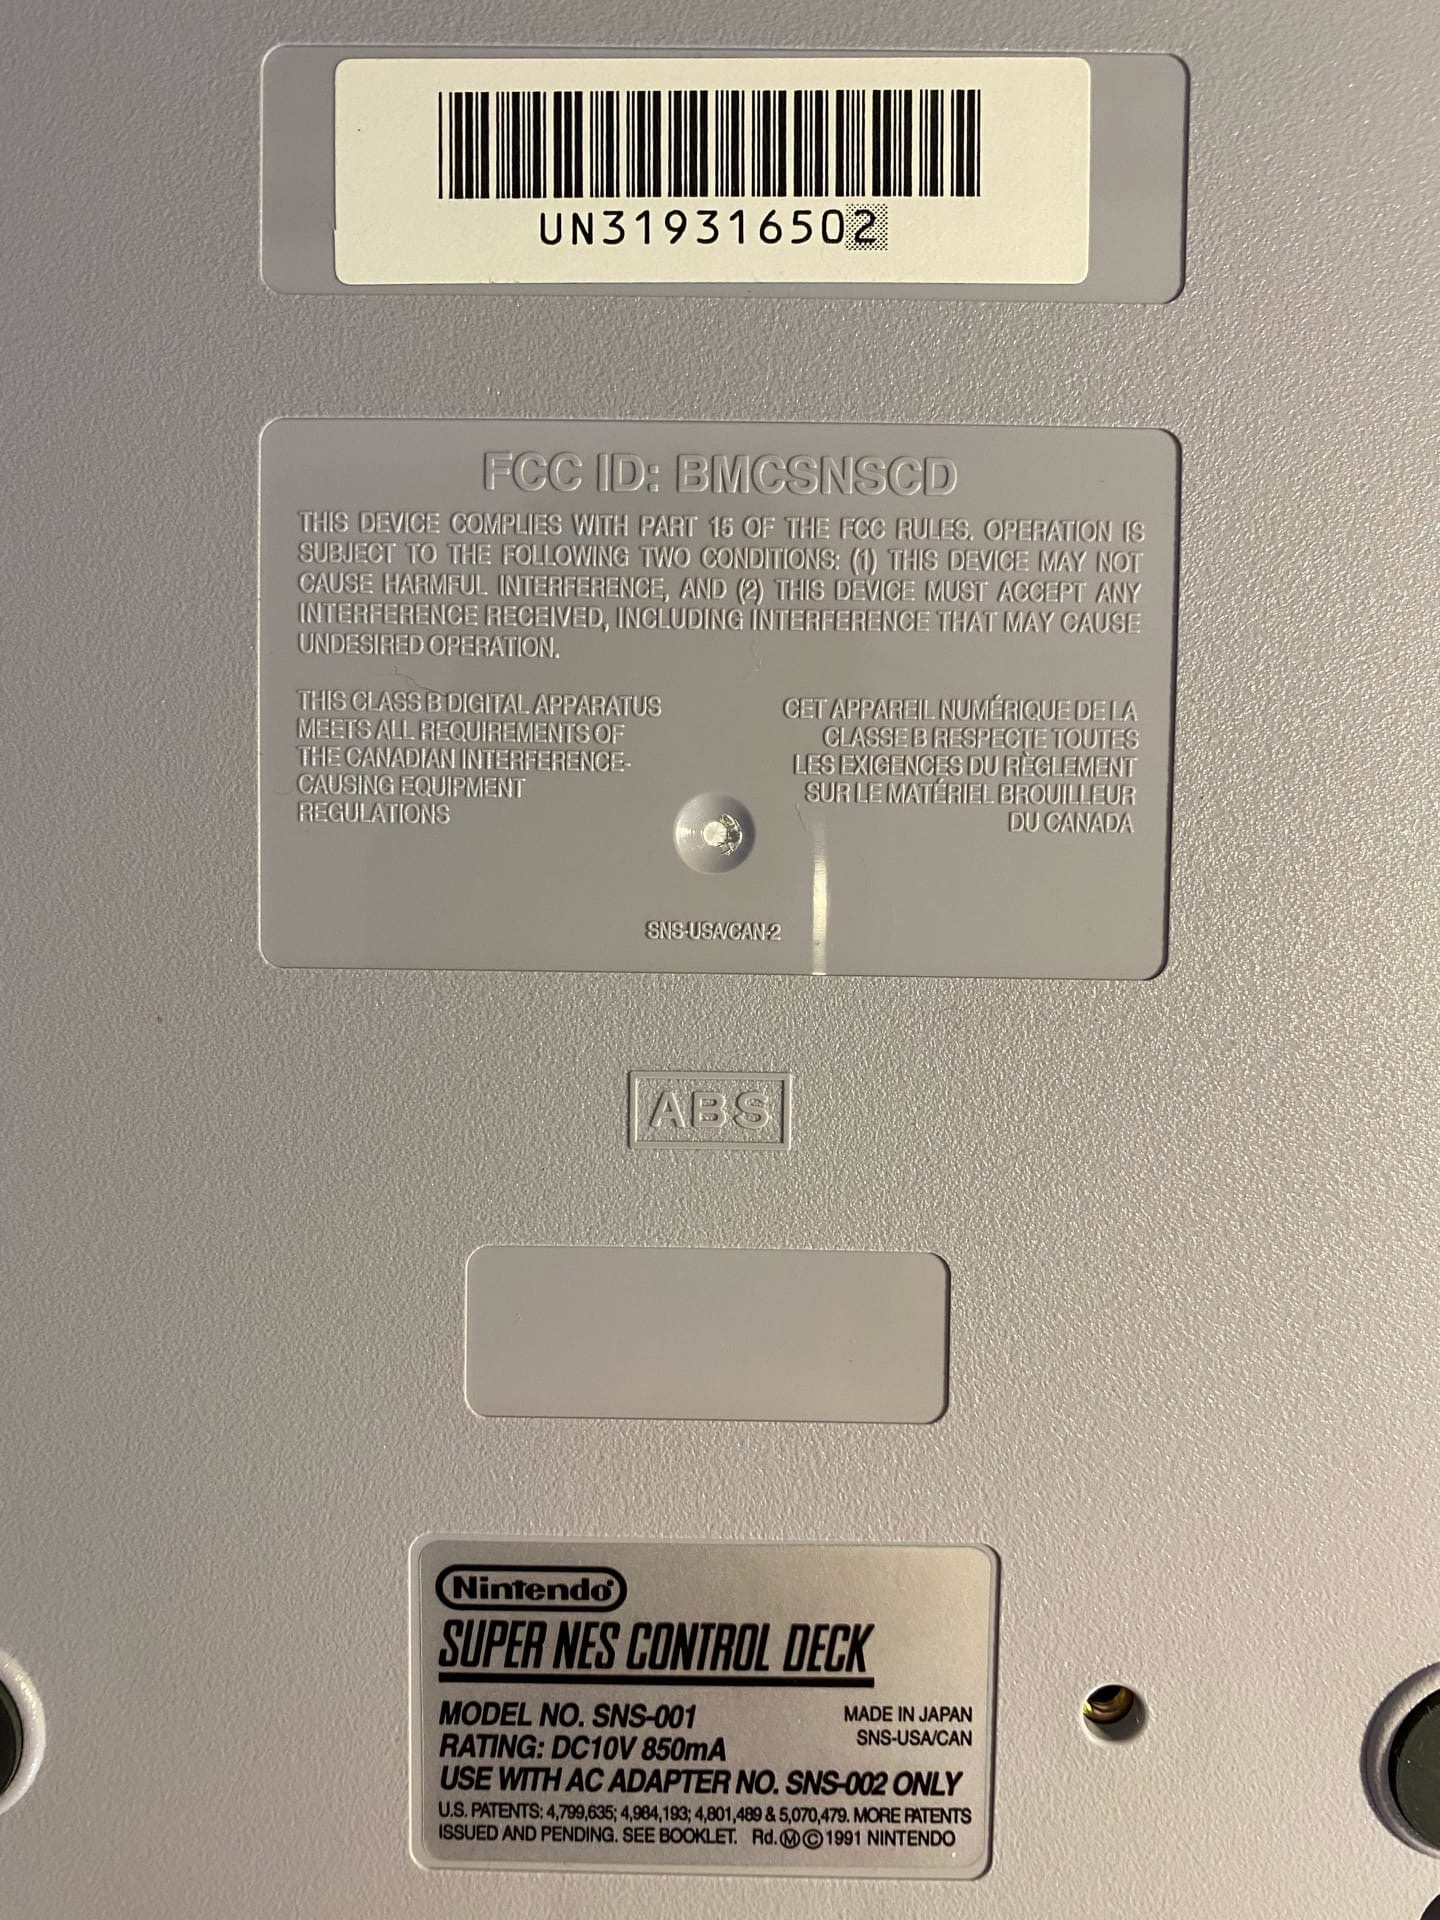 UN319316502
FCC ID: BMCSNSCD
THIS DEVICE COMPLIES WITH PART 15 OF THE FCC RULES. OPERATION IS
SUBJECT TO THE FOLLOWING TWO CONDITIONS: (1) THIS DEVICE MAY NOT
CAUSE HARMFUL INTERFERENCE, AND (2) THIS DEVICE MUST ACCEPT ANY
INTERFERENCE RECEIVED, INCLUDING INTERFERENCE THAT MAY CAUSE
UNDESIRED OPERATION.
THIS CLASS B DIGITAL APPARATUS
MEETS ALL REQUIREMENTS OF
THE CANADIAN INTERFERENCE-
CAUSING EQUIPMENT
REGULATIONS
CET APPAREIL NUMÉRIQUE DE LA
CLASSE B RESPECTE TOUTES
LES EXIGENCES DU RÈGLEMENT
SUR LE MATÉRIEL BROUILLEUR
DU CANADA
SNS-USA/CAN-2
ABS
Nintendo®
SUPER NES CONTROL DECK
MODEL NO. SNS-001
RATING: DC10V 850mA
MADE IN JAPAN
SNS-USA/CAN
USE WITH AC ADAPTER NO. SNS-002 ONLY
U.S. PATENTS: 4,799,635; 4,984,193; 4,801,489 & 5,070,479. MORE PATENTS
ISSUED AND PENDING. SEE BOOKLET. Rd.Ⓜ©1991 NINTENDO